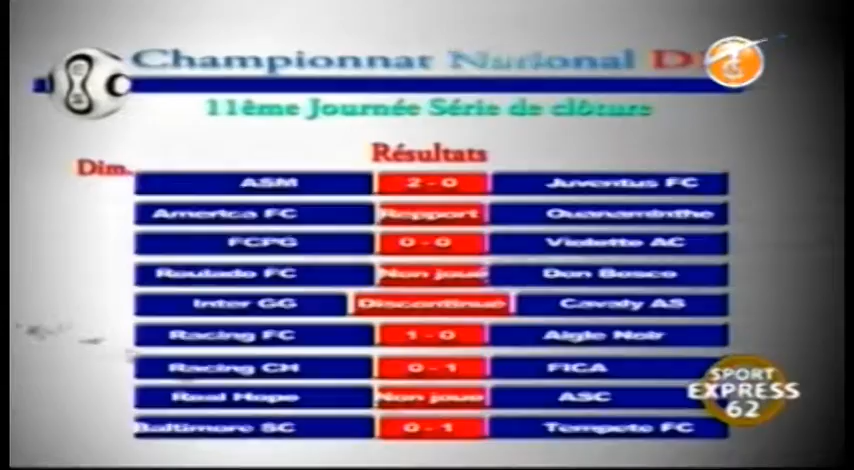 Championnat National D1
11ème Journée Série de clôture
Résultats
Dim.
ASM 2 - 0 Juventus FC
America FC Repport Ouanaminthe
FCPG 0 - 0 Violette AC
Roulado FC Non joué Don Bosco
Inter GG Discontinué Cavaly AS
Racing FC 1 - 0 Aigle Noir
Racing CH 0 - 1 FICA
Real Hope Non joué ASC
Baltimore SC 0 - 1 Tempete FC
SPORT
EXPRESS
62